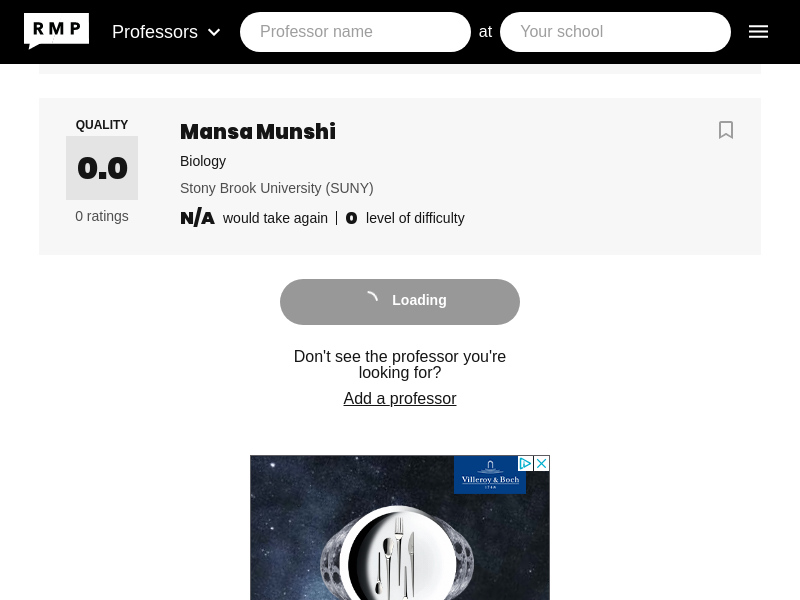 RMP
Professors
Professor name
at
Your school
QUALITY
0.0
0 ratings
Mansa Munshi
Biology
Stony Brook University (SUNY)
N/A would take again | 0 level of difficulty
Loading
Don't see the professor you're
looking for?
Add a professor
Villeroy & Boch
1748